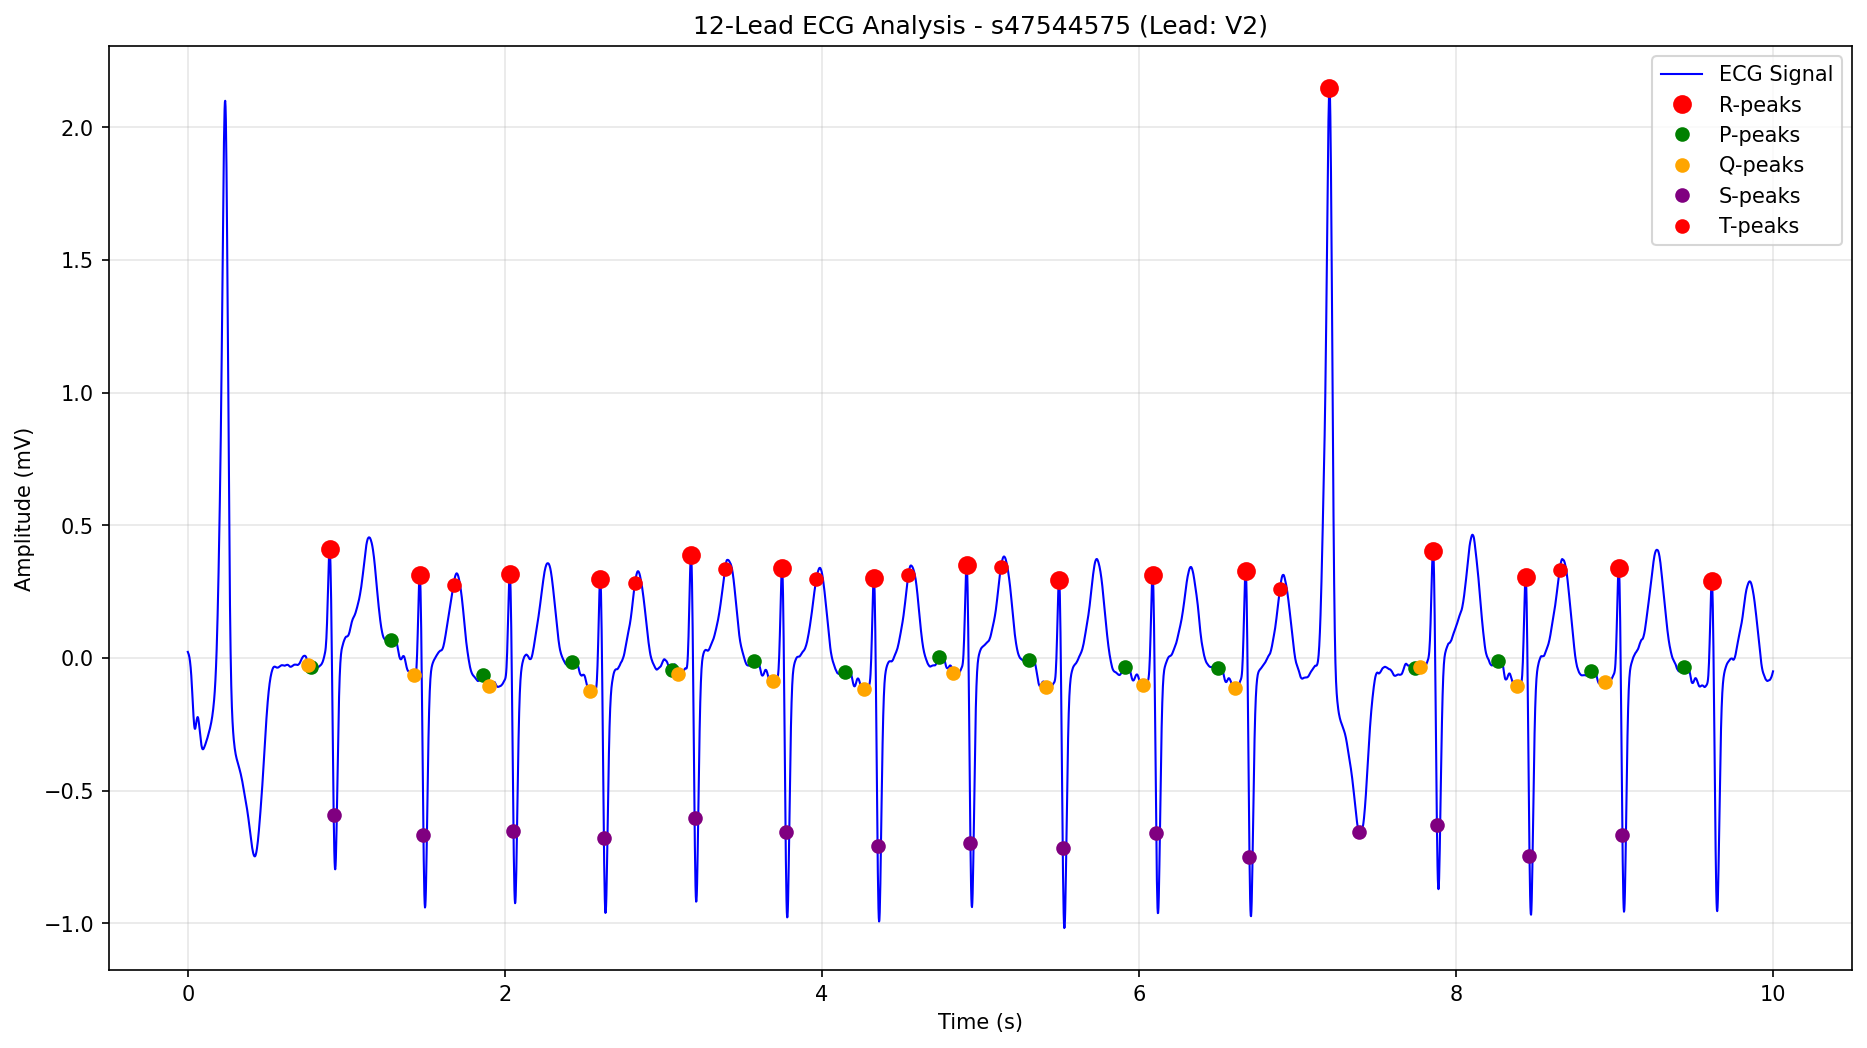 12-Lead ECG Analysis - s47544575 (Lead: V2)
ECG Signal
R-peaks
P-peaks
Q-peaks
S-peaks
T-peaks
Amplitude (mV)
2.0
1.5
1.0
0.5
0.0
−0.5
−1.0
0 2 4 6 8 10
Time (s)